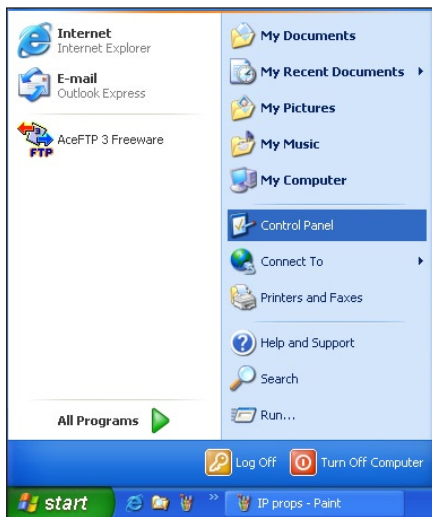 Internet
Internet Explorer
E-mail
Outlook Express
FTP
AceFTP 3 Freeware
All Programs
My Documents
My Recent Documents
My Pictures
My Music
My Computer
Control Panel
Connect To
Printers and Faxes
Help and Support
Search
Run...
Log Off
Turn Off Computer
start
IP props - Paint